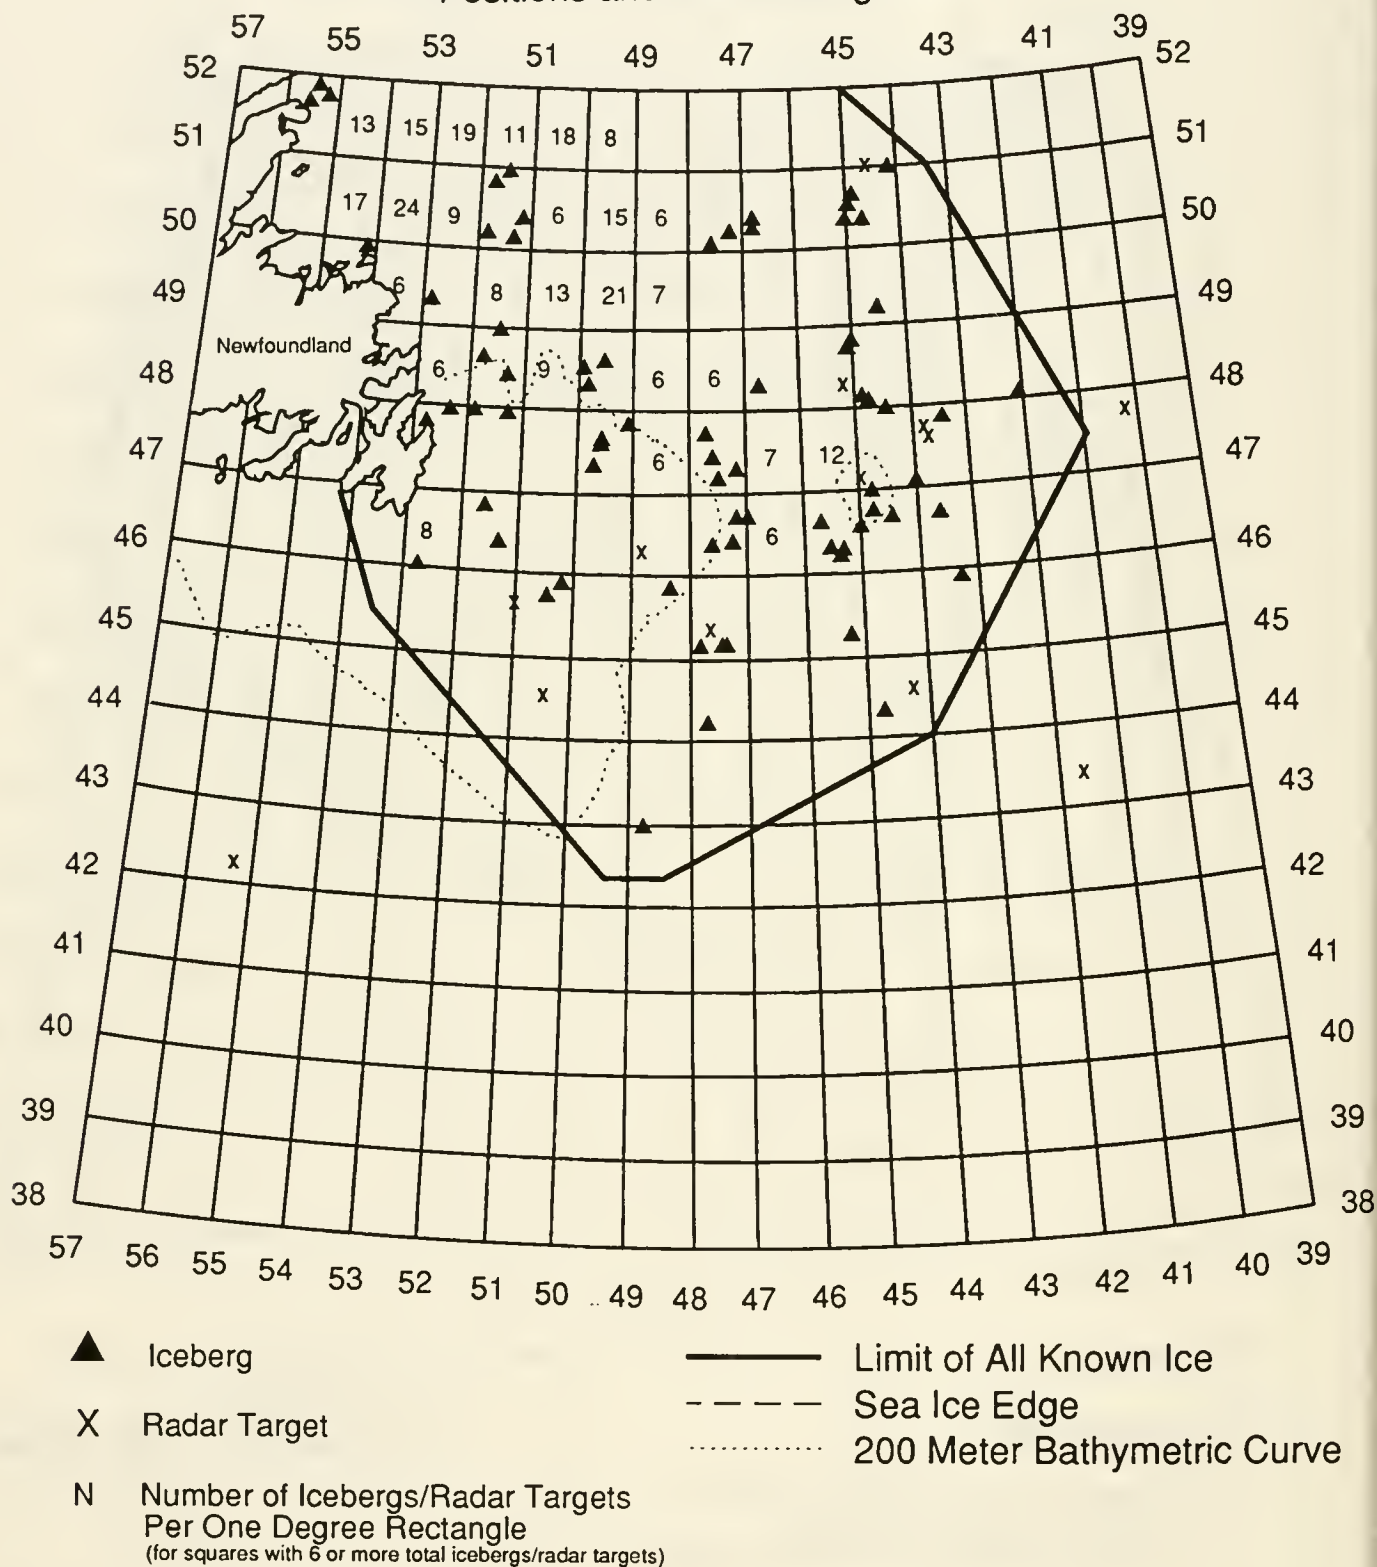 57 55 53 51 49 47 45 43 41 39
52 52
13 15 19 11 18 8
51 51
X
17 24 9 6 15 6
50 50
6 8 13 21 7
49 49
Newfoundland
6 9 6 6
X
48 48
X
X
X
6 7 12
X
47 47
8 X 6
46 46
X
X
45 45
X X
44 44
X
43 43
X
42 42
41 41
40 40
39 39
38 38
57 56 55 54 53 52 51 50 49 48 47 46 45 44 43 42 41 40 39
Iceberg
X Radar Target
N Number of Icebergs/Radar Targets
Per One Degree Rectangle
(for squares with 6 or more total icebergs/radar targets)
Limit of All Known Ice
Sea Ice Edge
200 Meter Bathymetric Curve